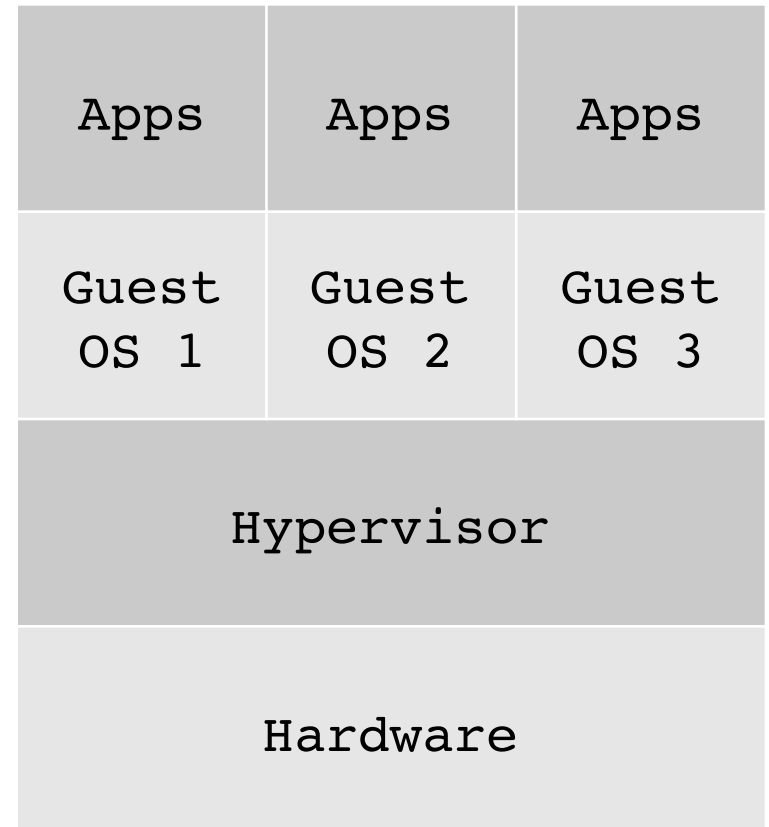 Apps Apps Apps
Guest Guest Guest
OS 1 OS 2 OS 3
Hypervisor
Hardware